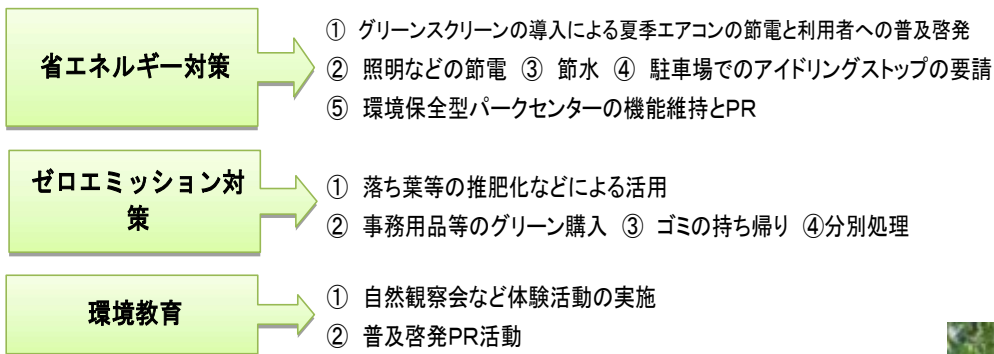 省エネルギー対策
① グリーンスクリーンの導入による夏季エアコンの節電と利用者への普及啓発
② 照明などの節電 ③ 節水 ④ 駐車場でのアイドリングストップの要請
⑤ 環境保全型パークセンターの機能維持とPR
ゼロエミッション対
策
① 落ち葉等の推肥化などによる活用
② 事務用品等のグリーン購入 ③ ゴミの持ち帰り ④分別処理
環境教育
① 自然観察会など体験活動の実施
② 普及啓発PR活動